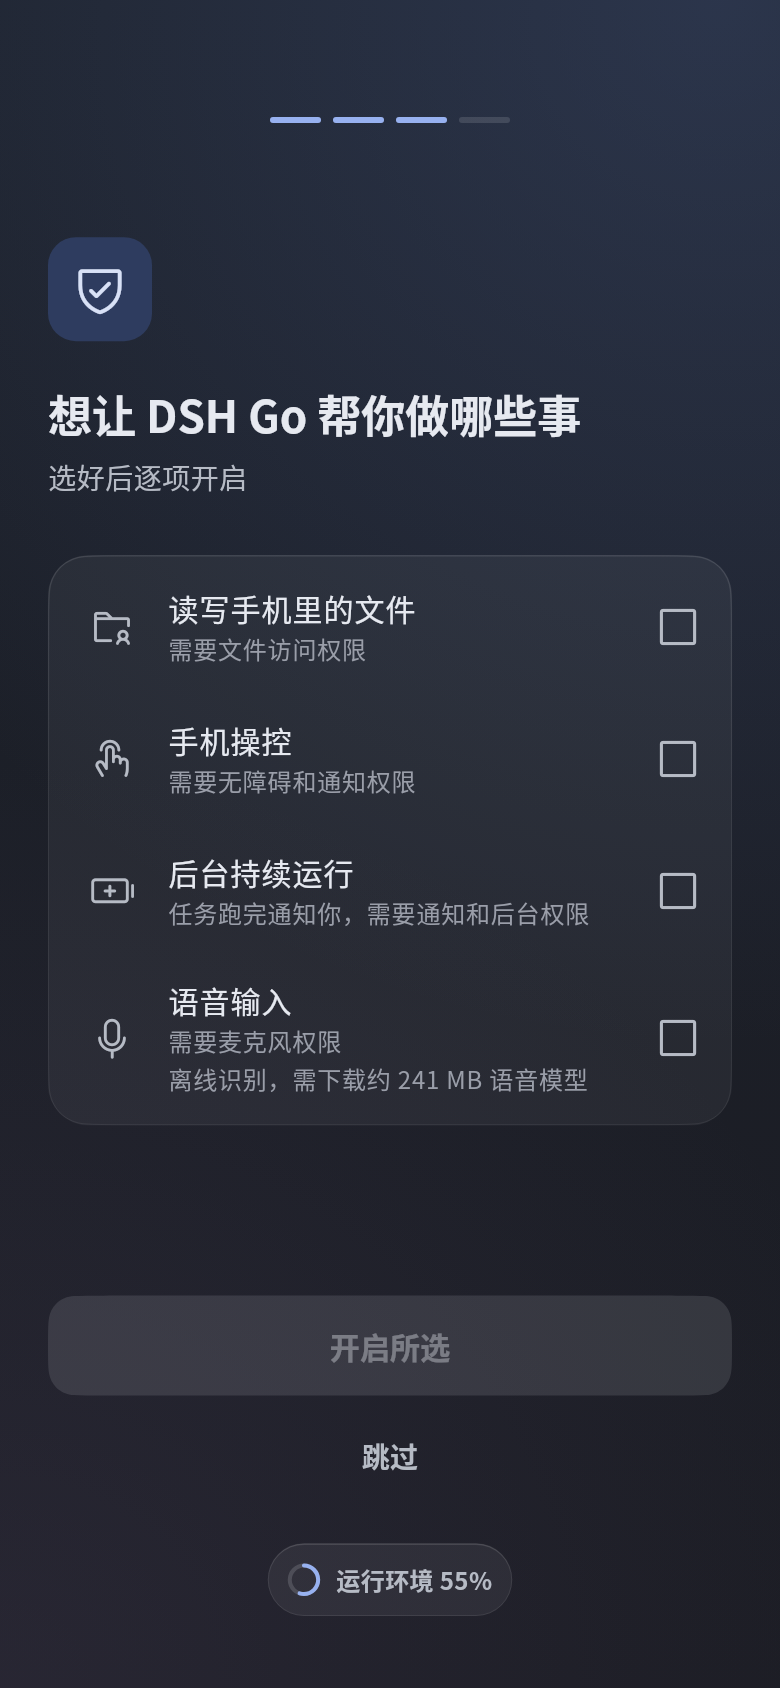 想让 DSH Go 帮你做哪些事
选好后逐项开启
读写手机里的文件
需要文件访问权限
手机操控
需要无障碍和通知权限
后台持续运行
任务跑完通知你，需要通知和后台权限
语音输入
需要麦克风权限
离线识别，需下载约 241 MB 语音模型
开启所选
跳过
运行环境 55%